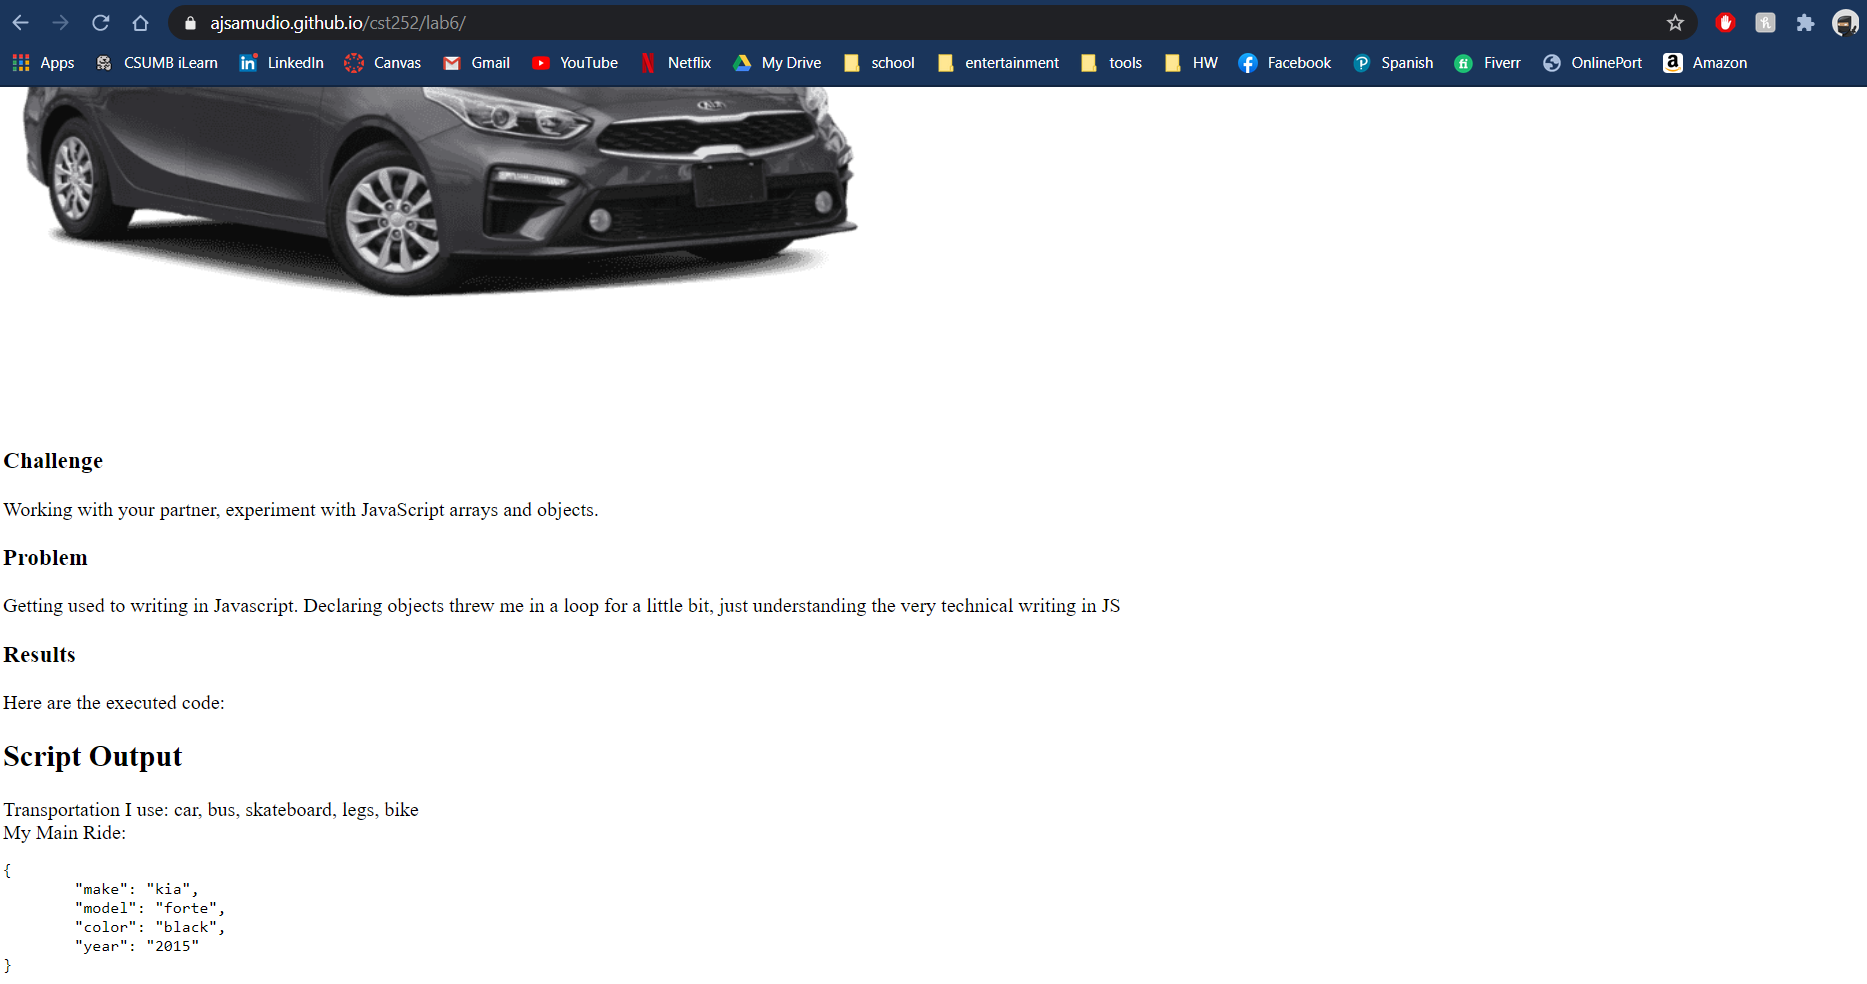 ajsamudio.github.io/cst252/lab6/
Apps CSUMB iLearn LinkedIn Canvas Gmail YouTube Netflix My Drive school entertainment tools HW Facebook Spanish Fiverr OnlinePort Amazon
KIA
Challenge
Working with your partner, experiment with JavaScript arrays and objects.
Problem
Getting used to writing in Javascript. Declaring objects threw me in a loop for a little bit, just understanding the very technical writing in JS
Results
Here are the executed code:
Script Output
Transportation I use: car, bus, skateboard, legs, bike
My Main Ride:
{
"make": "kia",
"model": "forte",
"color": "black",
"year": "2015"
}